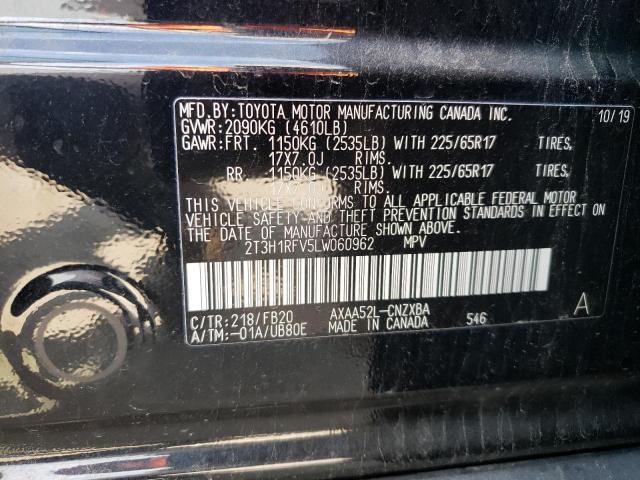 MFD.BY:TOYOTA MOTOR MANUFACTURING CANADA INC. 10/19
GVWR:2090KG (4610LB)
GAWR:FRT. 1150KG (2535LB) WITH 225/65R17 TIRES,
17X7.0J RIMS.
RR. 1150KG (2535LB) WITH 225/65R17 TIRES,
17X7.0J RIMS.
THIS VEHICLE CONFORMS TO ALL APPLICABLE FEDERAL MOTOR
VEHICLE SAFETY AND THEFT PREVENTION STANDARDS IN EFFECT ON
THE DATE OF MANUFACTURE SHOWN ABOVE.
2T3H1RFV5LW060962 MPV
C/TR:218/FB20 AXAA52L-CNZXBA A
A/TM:-01A/UB80E MADE IN CANADA 546